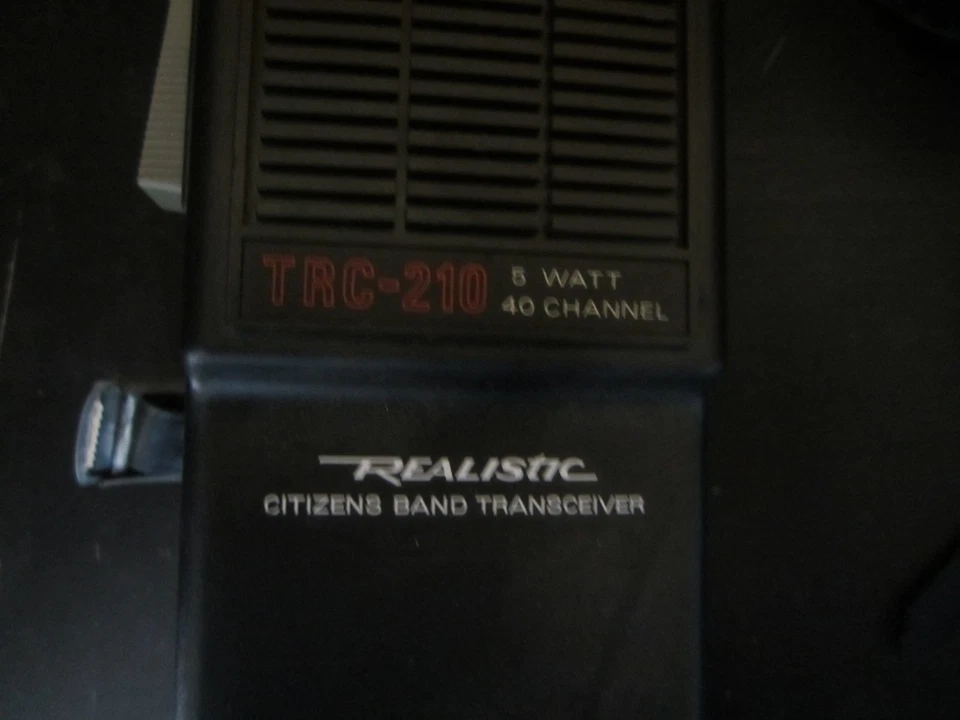 TRC-210
5 WATT
40 CHANNEL
REALISTIC
CITIZENS BAND TRANSCEIVER